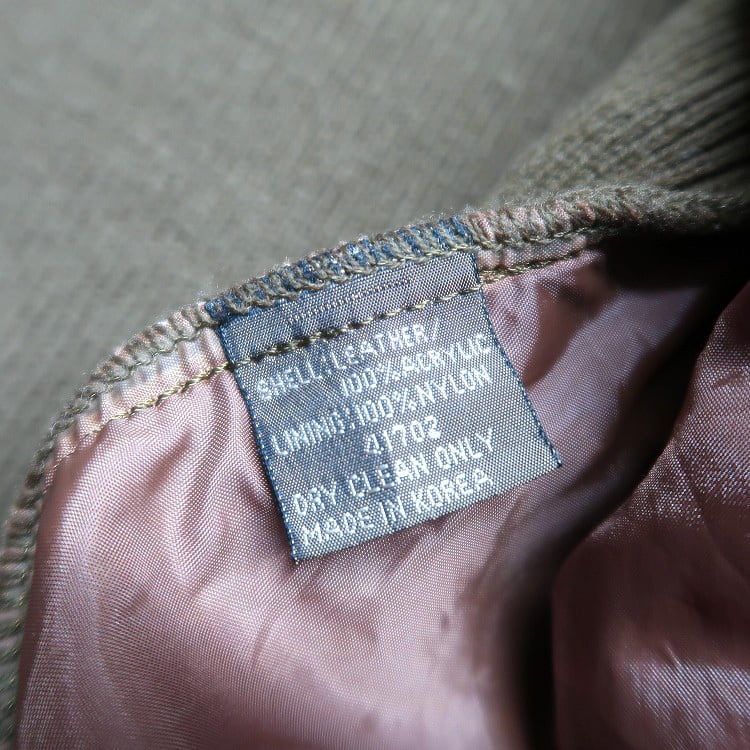 SHELL:LEATHER/
100%ACRYLIC
LINING:100%NYLON
41702
DRY CLEAN ONLY
MADE IN KOREA